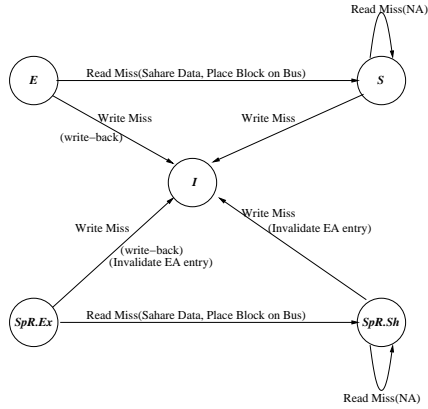 Read Miss(NA)
E
Read Miss(Sahare Data, Place Block on Bus)
S
Write Miss
(write−back)
Write Miss
I
Write Miss
(write−back)
(Invalidate EA entry)
Write Miss
(Invalidate EA entry)
SpR.Ex
Read Miss(Sahare Data, Place Block on Bus)
SpR.Sh
Read Miss(NA)